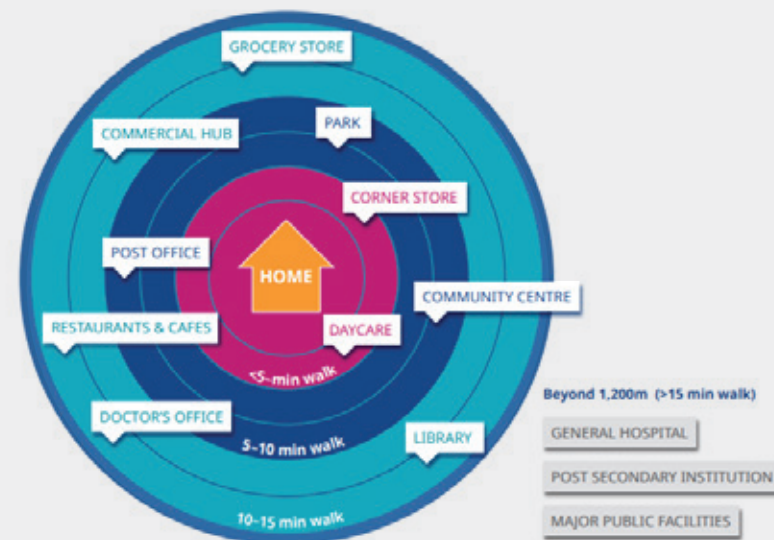 GROCERY STORE
PARK
COMMERCIAL HUB
CORNER STORE
POST OFFICE
HOME
COMMUNITY CENTRE
RESTAURANTS & CAFES
DAYCARE
<5-min walk
DOCTOR'S OFFICE
LIBRARY
5-10 min walk
10-15 min walk
Beyond 1,200m (>15 min walk)
GENERAL HOSPITAL
POST SECONDARY INSTITUTION
MAJOR PUBLIC FACILITIES